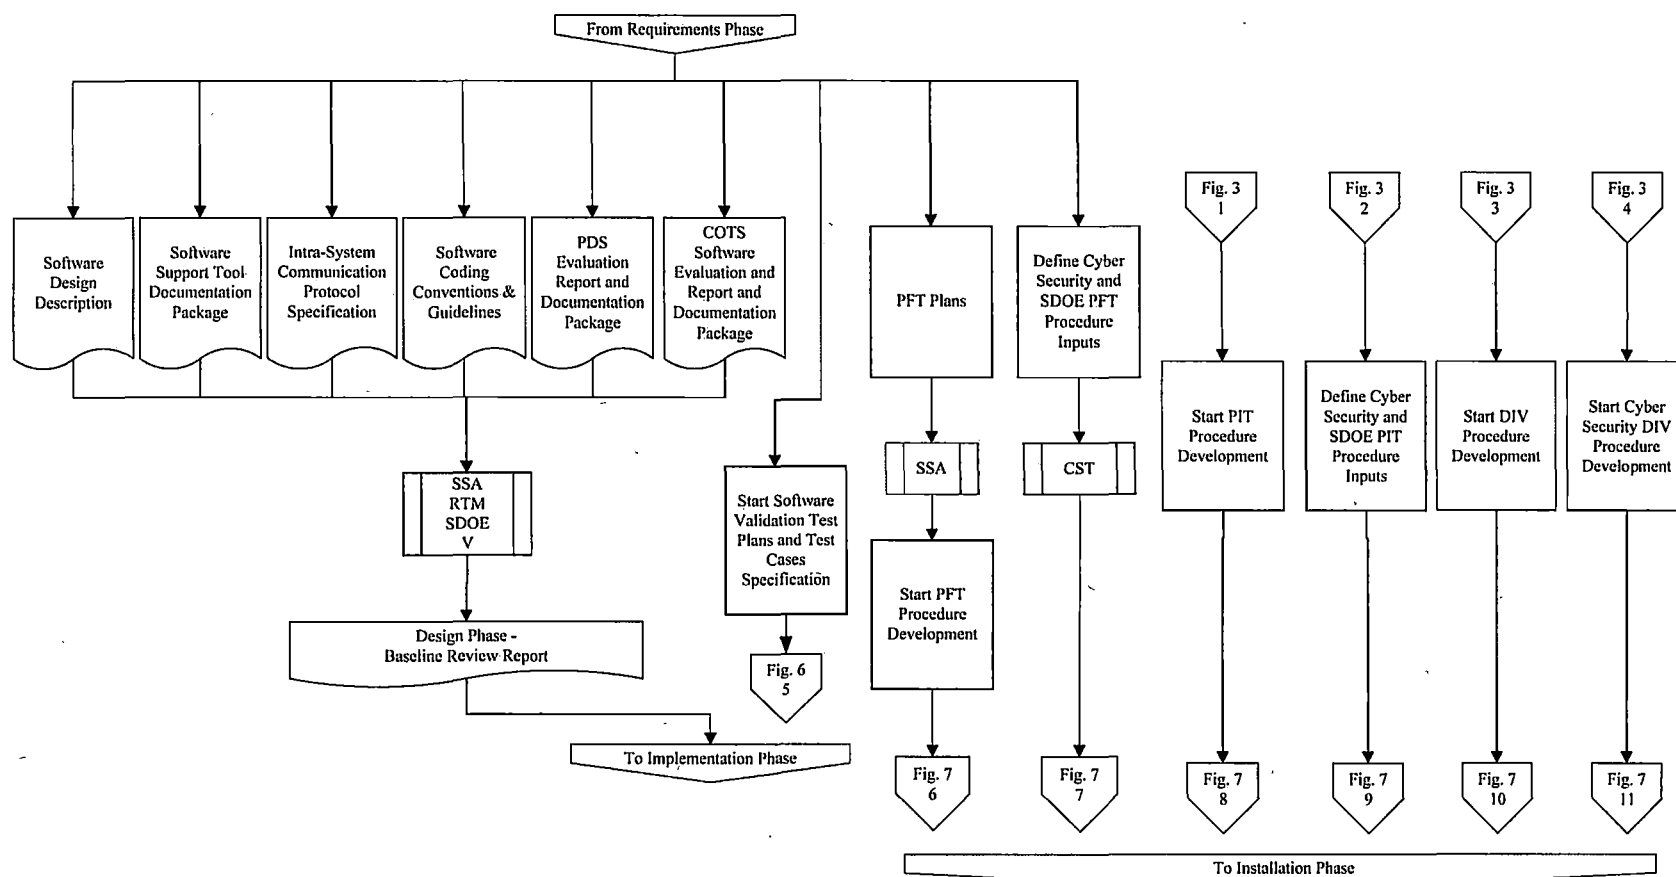 From Requirements Phase
Software
Design
Description
Software
Support Tool
Documentation
Package
Intra-System
Communication
Protocol
Specification
Software
Coding
Conventions &
Guidelines
PDS
Evaluation
Report and
Documentation
Package
COTS
Software
Evaluation and
Report and
Documentation
Package
PFT Plans
Define Cyber
Security and
SDOE PFT
Procedure
Inputs
Fig. 3
1
Fig. 3
2
Fig. 3
3
Fig. 3
4
Start PIT
Procedure
Development
Define Cyber
Security and
SDOE PIT
Procedure
Inputs
Start DIV
Procedure
Development
Start Cyber
Security DIV
Procedure
Development
SSA
RTM
SDOE
V
Start Software
Validation Test
Plans and Test
Cases
Specification
SSA
CST
Start PFT
Procedure
Development
Design Phase -
Baseline Review Report
Fig. 6
5
To Implementation Phase
Fig. 7
6
Fig. 7
7
Fig. 7
8
Fig. 7
9
Fig. 7
10
Fig. 7
11
To Installation Phase